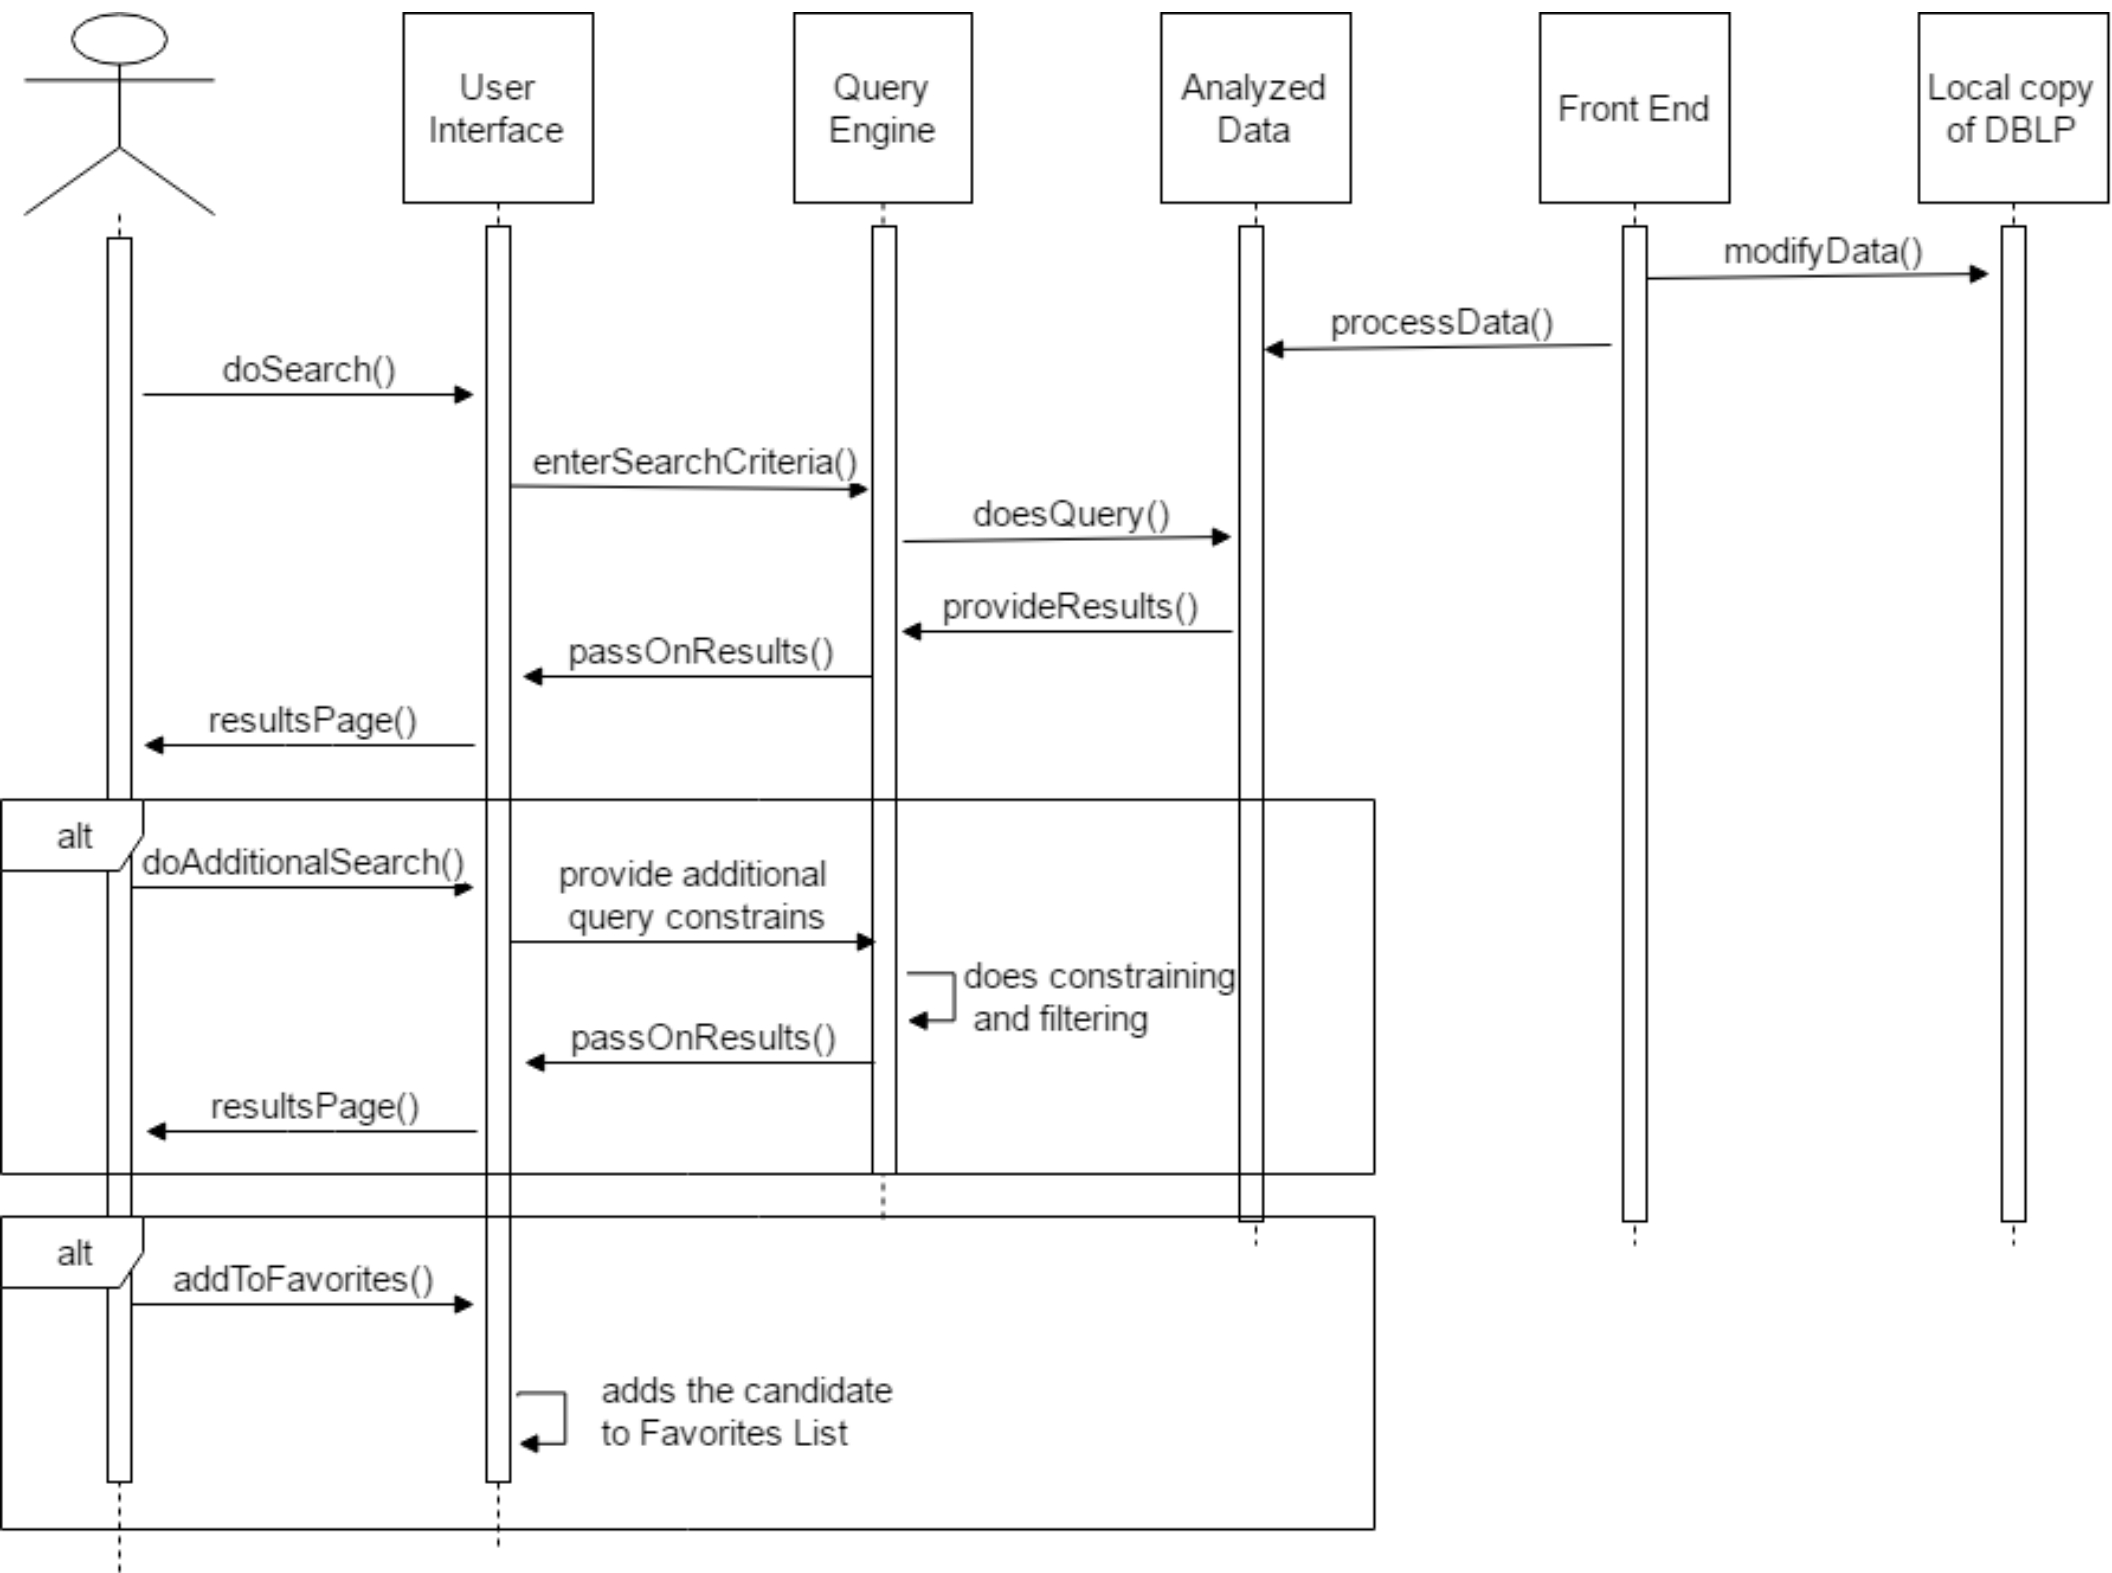 User
Interface
Query
Engine
Analyzed
Data
Front End
Local copy
of DBLP
modifyData()
processData()
doSearch()
enterSearchCriteria()
doesQuery()
provideResults()
passOnResults()
resultsPage()
alt
doAdditionalSearch()
provide additional
query constrains
does constraining
and filtering
passOnResults()
resultsPage()
alt
addToFavorites()
adds the candidate
to Favorites List